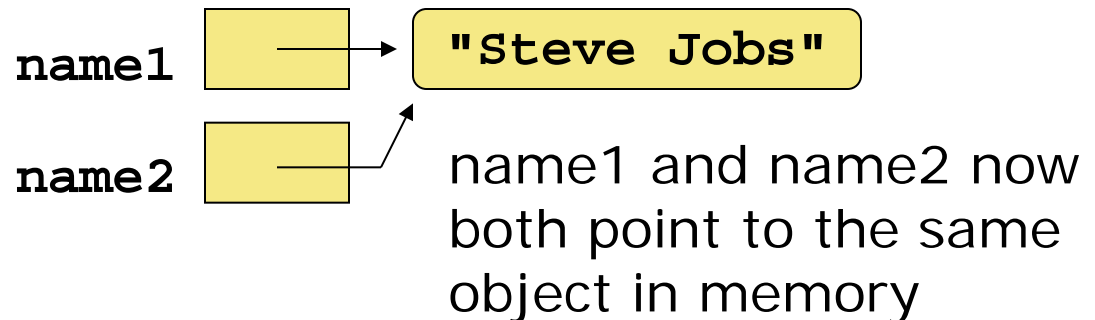 name1
"Steve Jobs"
name2
name1 and name2 now
both point to the same
object in memory